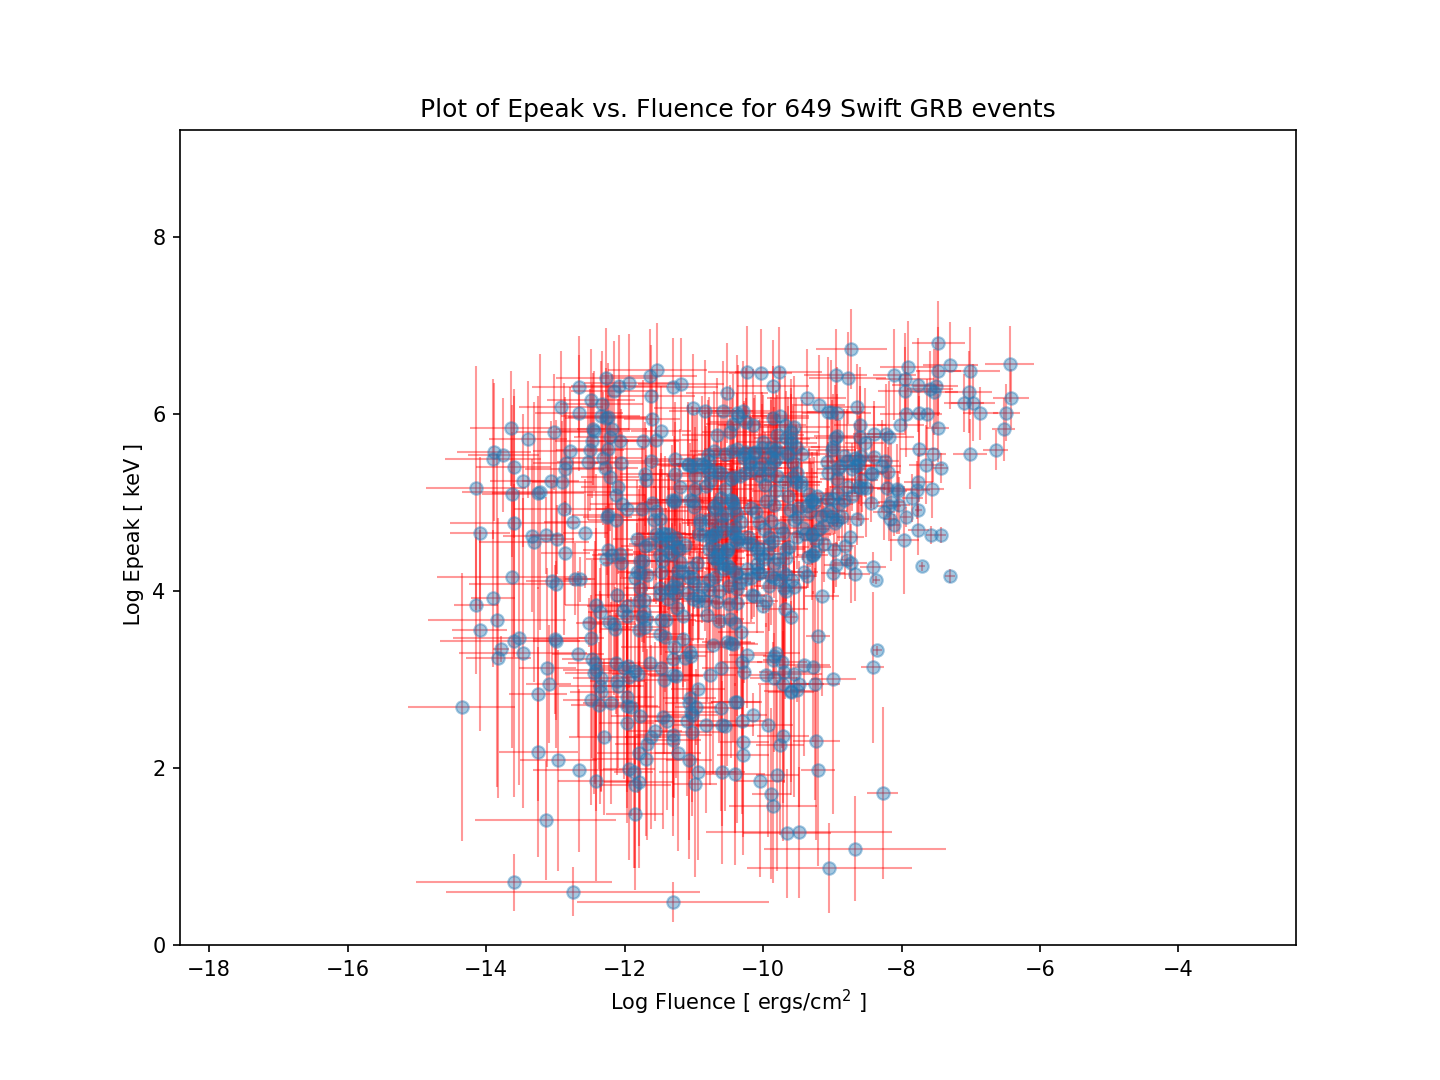 Plot of Epeak vs. Fluence for 649 Swift GRB events
8
6
4
2
0
Log Epeak [ keV ]
−18 −16 −14 −12 −10 −8 −6 −4
Log Fluence [ ergs/cm² ]